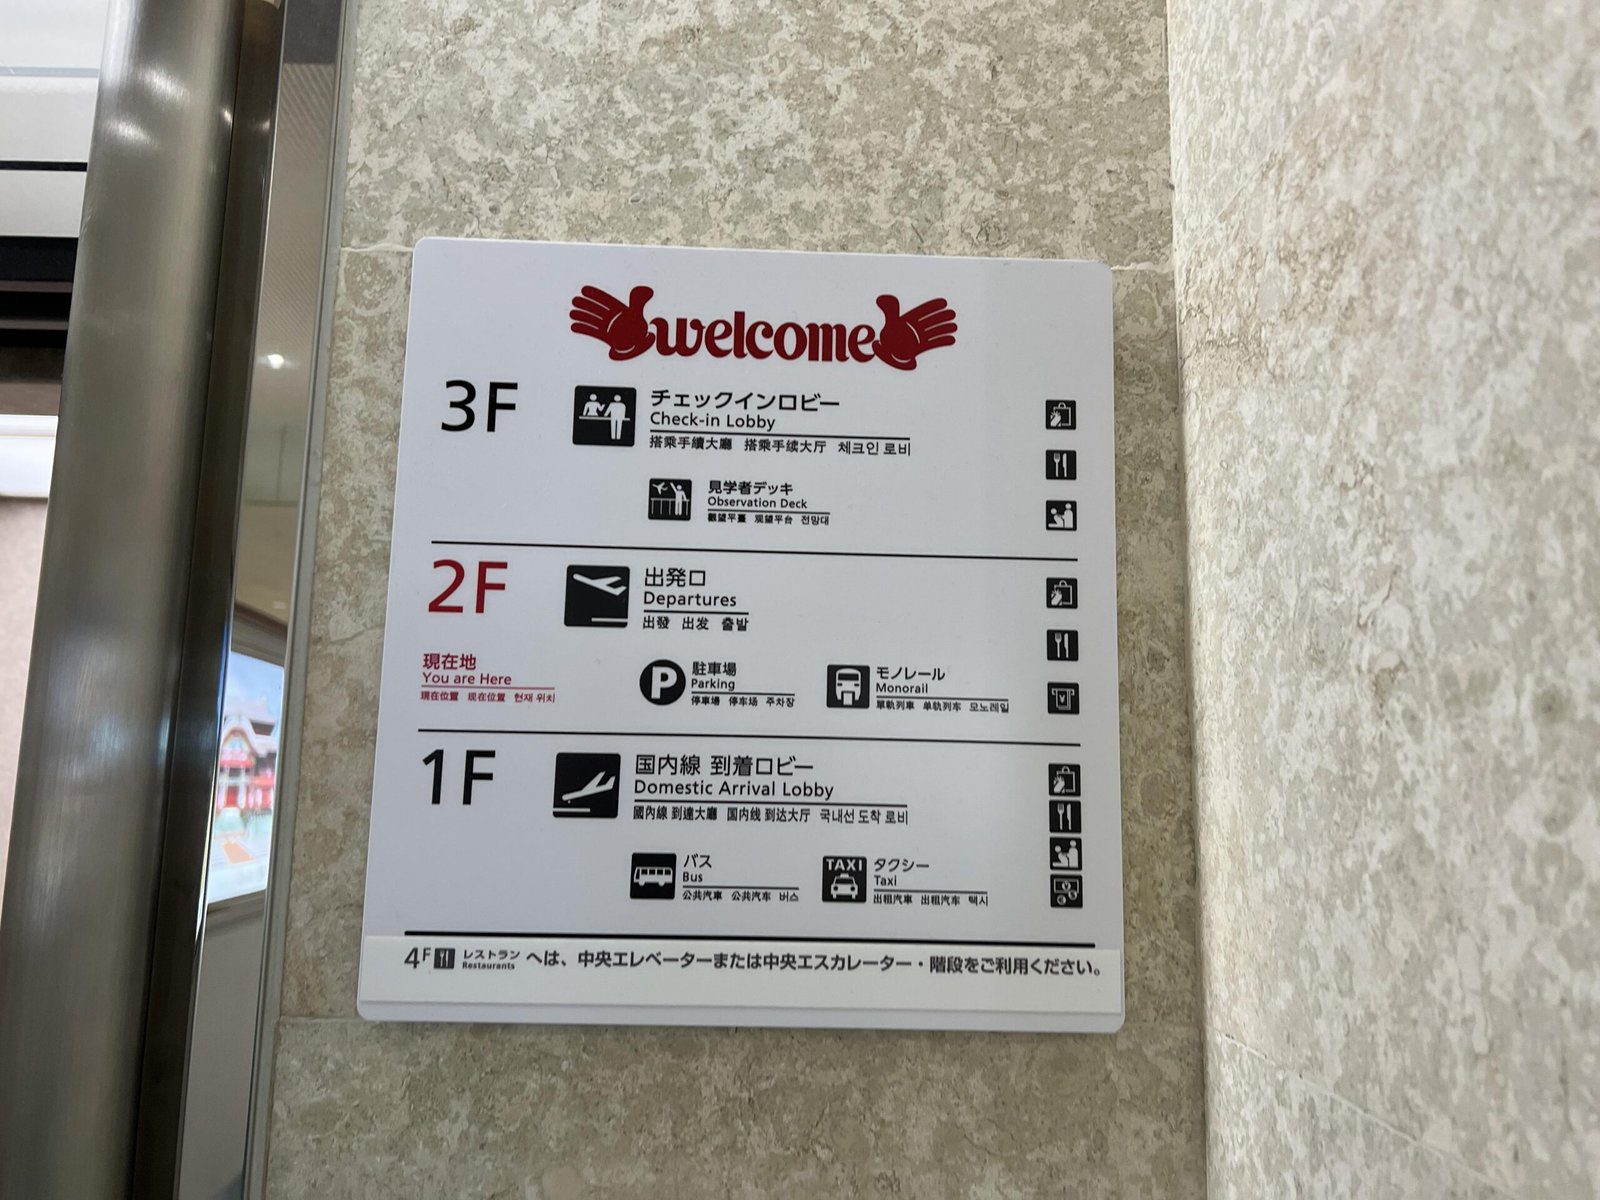 welcome
3F
チェックインロビー
Check-in Lobby
搭乗手續大廳 搭乘手续大厅 체크인 로비
見学者デッキ
Observation Deck
觀望平臺 观望平台 전망대
2F
出発口
Departures
出發 出发 출발
現在地
You are Here
現在位置 现在位置 현재 위치
P
駐車場
Parking
停車場 停车场 주차장
モノレール
Monorail
單軌列車 单轨列车 모노레일
1F
国内線 到着ロビー
Domestic Arrival Lobby
國內線 到達大廳 国内线 到达大厅 국내선 도착 로비
バス
Bus
公共汽車 公共汽车 버스
TAXI
タクシー
Taxi
出租汽車 出租汽车 택시
4F レストラン Restaurants へは、中央エレベーターまたは中央エスカレーター・階段をご利用ください。